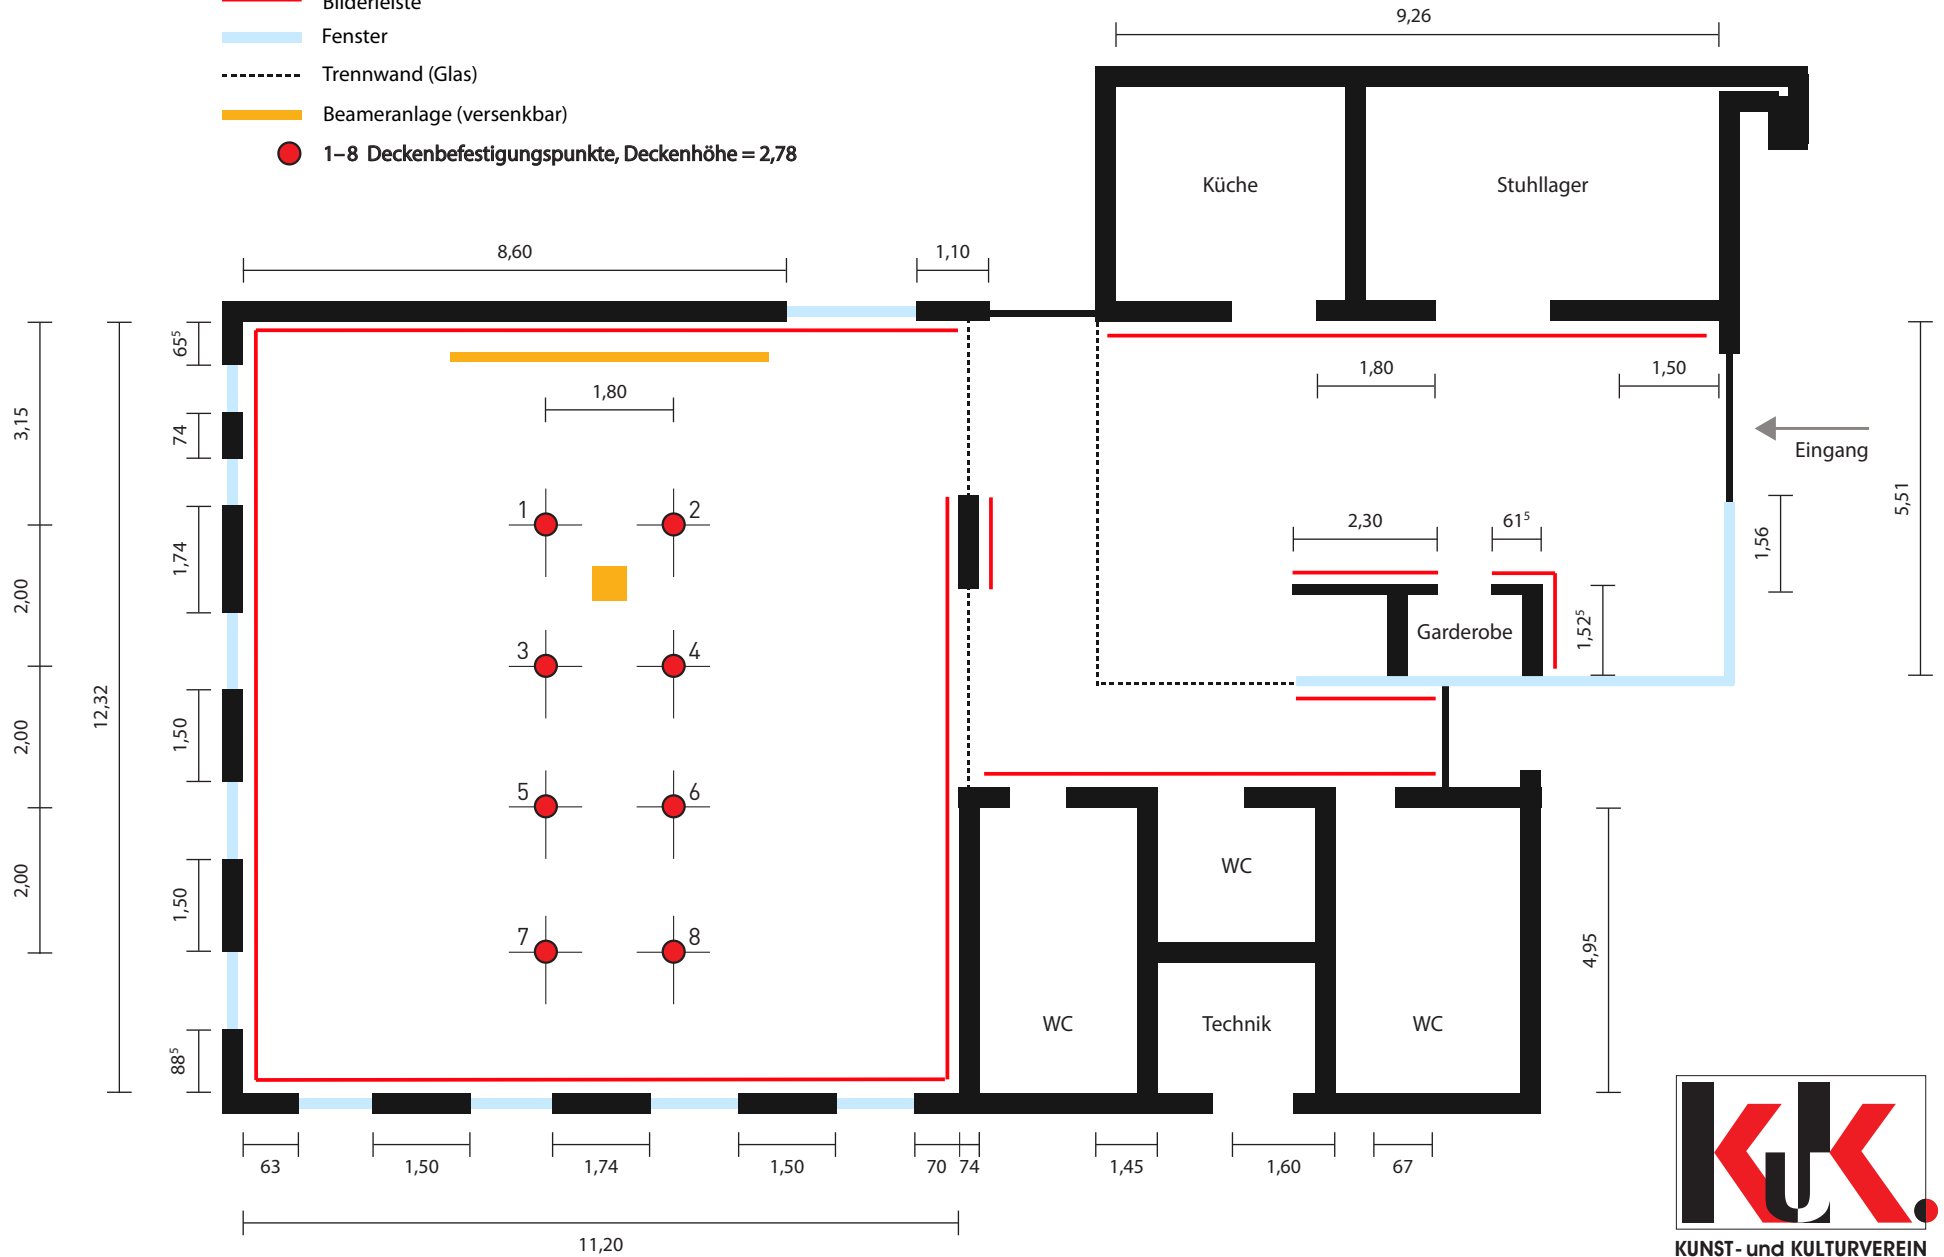 Bilderleiste
Fenster
Trennwand (Glas)
Beameranlage (versenkbar)
1–8 Deckenbefestigungspunkte, Deckenhöhe = 2,78
9,26
Küche
Stuhllager
8,60
1,10
65⁵
74
1,74
1,50
1,50
88⁵
3,15
2,00
2,00
2,00
12,32
1,80
1
2
3
4
5
6
7
8
1,80
1,50
Eingang
5,51
1,56
2,30
61⁵
1,52⁵
Garderobe
WC
WC
Technik
WC
4,95
63
1,50
1,74
1,50
70
74
1,45
1,60
67
11,20
KuK.
KUNST- und KULTURVEREIN